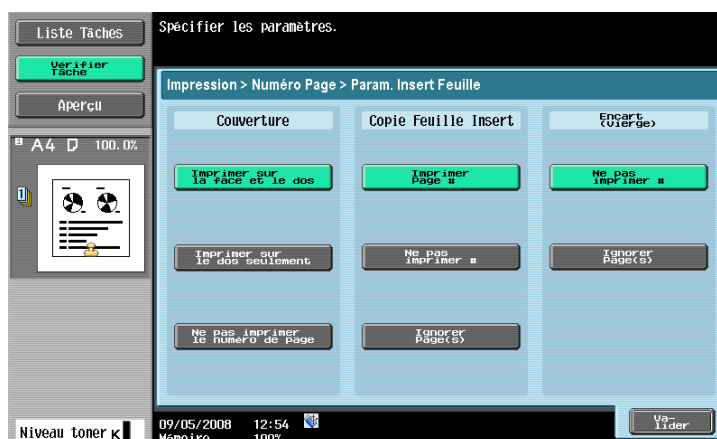 Liste Tâches
Spécifier les paramètres.
Vérifier
Tâche
Aperçu
Impression > Numéro Page > Param. Insert Feuille
Couverture
Copie Feuille Insert
Encart
(Vierge)
A4 100.0%
Imprimer sur
la face et le dos
Imprimer
Page #
Ne pas
imprimer #
1
Imprimer sur
le dos seulement
Ne pas
imprimer #
Ignorer
Page(s)
Ne pas imprimer
le numéro de page
Ignorer
Page(s)
Va-
lider
Niveau toner K
09/05/2008 12:54
Mémoire 100%